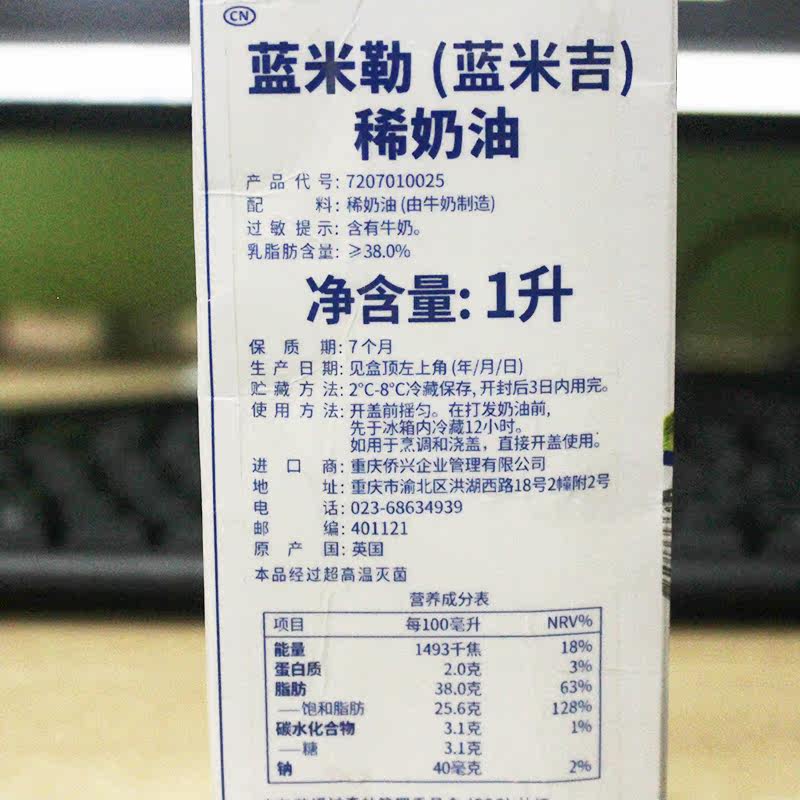 CN
蓝米勒 (蓝米吉)
稀奶油
产品代号: 7207010025
配料: 稀奶油 (由牛奶制造)
过敏提示: 含有牛奶。
乳脂肪含量: ≥38.0%
净含量: 1升
保质期: 7个月
生产日期: 见盒顶左上角 (年/月/日)
贮藏方法: 2°C-8°C冷藏保存, 开封后3日内用完。
使用方法: 开盖前摇匀。在打发奶油前,
先于冰箱内冷藏12小时。
如用于烹调和浇盖，直接开盖使用。
进口商: 重庆侨兴企业管理有限公司
地址: 重庆市渝北区洪湖西路18号2幢附2号
电话: 023-68634939
邮编: 401121
原产国: 英国
本品经过超高温灭菌
营养成分表
项目 每100毫升 NRV%
能量 1493千焦 18%
蛋白质 2.0克 3%
脂肪 38.0克 63%
—饱和脂肪 25.6克 128%
碳水化合物 3.1克 1%
—糖 3.1克
钠 40毫克 2%